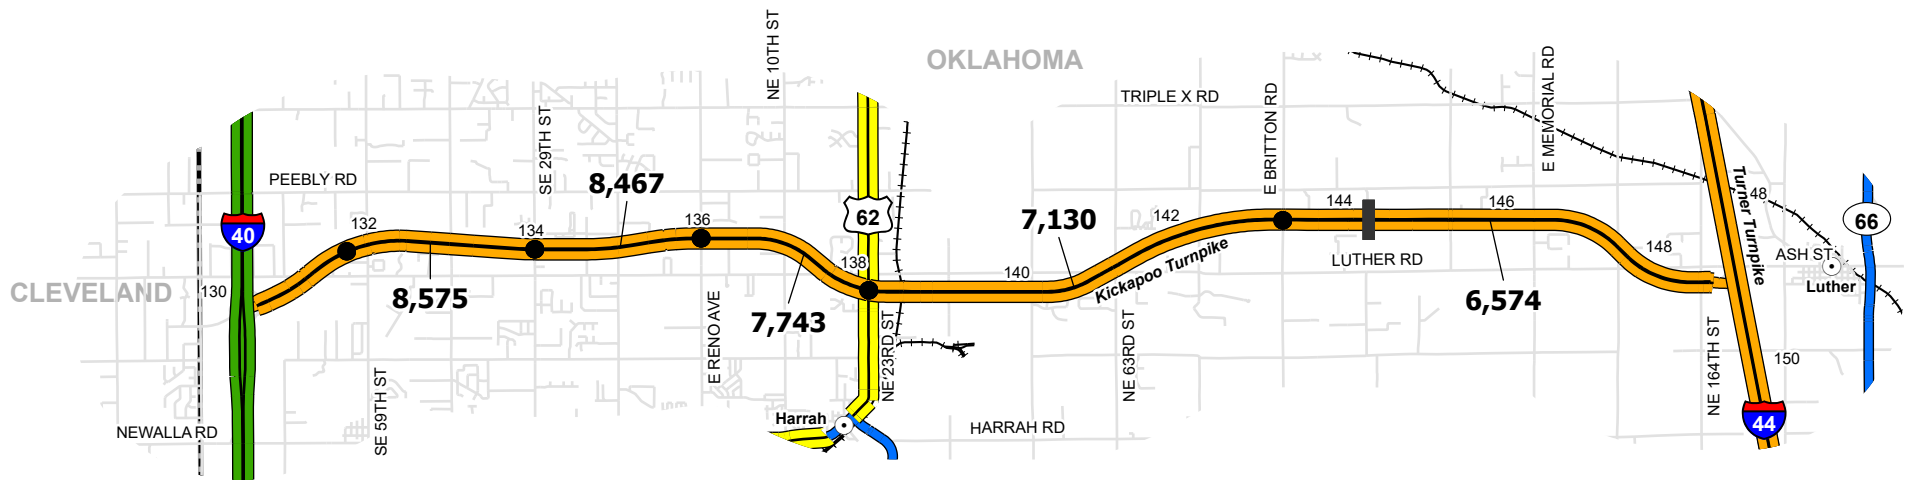 OKLAHOMA
CLEVELAND
NE 10TH ST
TRIPLE X RD
E BRITTON RD
E MEMORIAL RD
SE 29TH ST
PEEBLY RD
8,467
62
40
132
134
136
138
7,130
142
144
146
148
48
Turner Turnpike
66
ASH ST
Luther
130
8,575
7,743
140
Kickapoo Turnpike
LUTHER RD
6,574
E RENO AVE
NE 23RD ST
NE 63RD ST
NE 164TH ST
150
SE 59TH ST
NEWALLA RD
Harrah
HARRAH RD
44